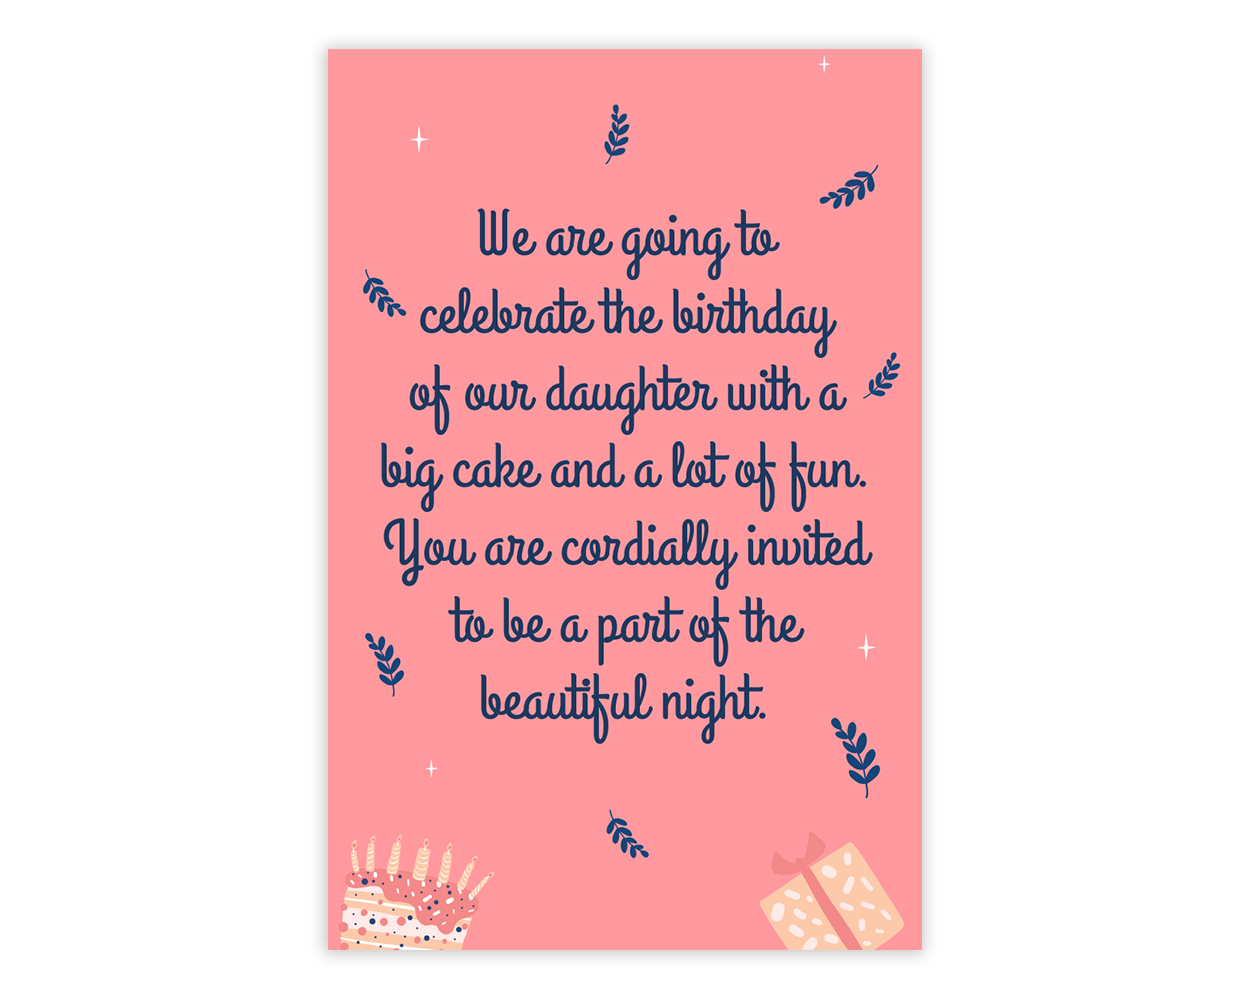 We are going to
celebrate the birthday
of our daughter with a
big cake and a lot of fun.
You are cordially invited
to be a part of the
beautiful night.